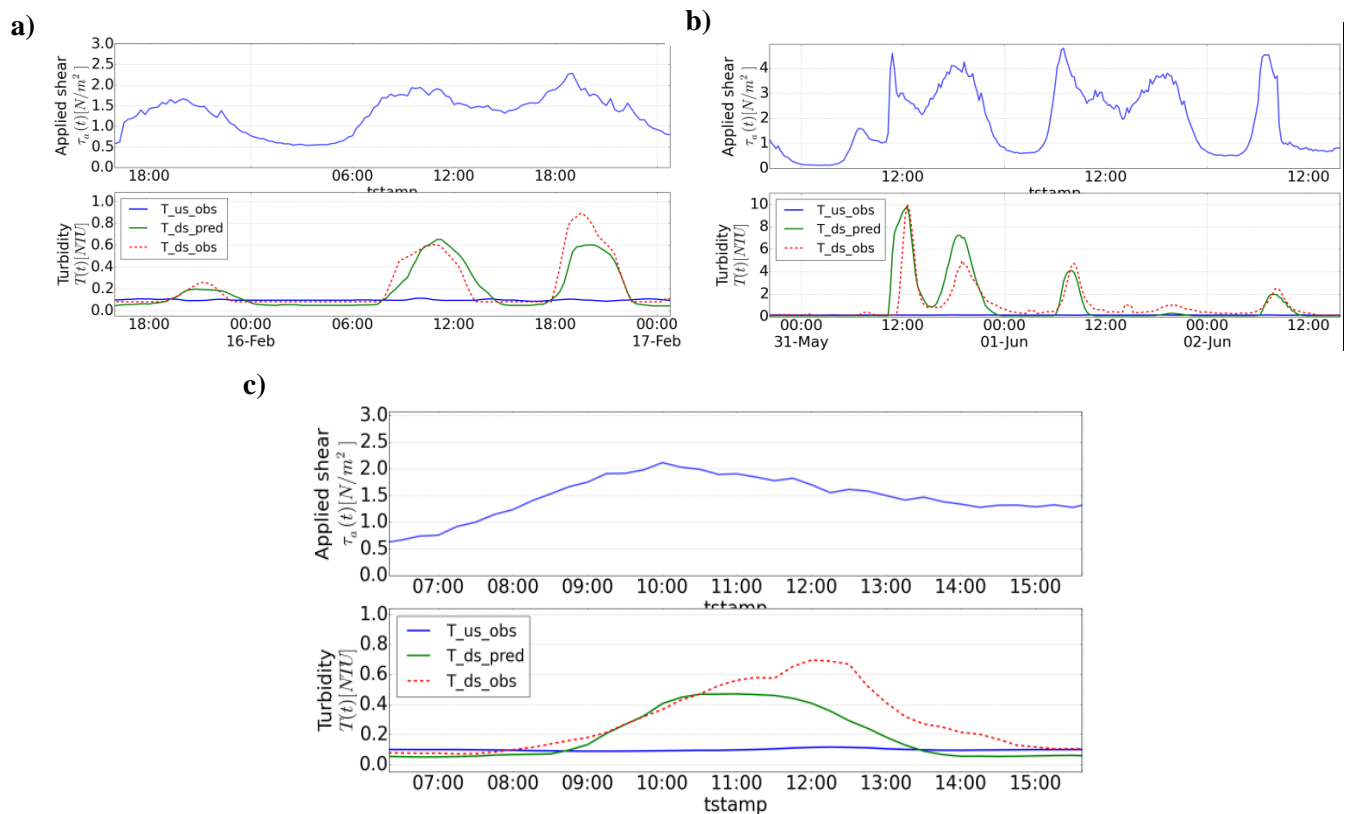 a)
3.0
2.5
2.0
1.5
1.0
0.5
0.0
Applied shear
τ_a(t)[N/m²]
18:00 06:00 12:00 18:00
tstamp
1.0
0.8
0.6
0.4
0.2
0.0
Turbidity
T(t)[NTU]
T_us_obs
T_ds_pred
T_ds_obs
18:00 00:00 06:00 12:00 18:00 00:00
16-Feb 17-Feb
b)
4
3
2
1
0
Applied shear
τ_a(t)[N/m²]
12:00 12:00 12:00
tstamp
10
8
6
4
2
0
Turbidity
T(t)[NTU]
T_us_obs
T_ds_pred
T_ds_obs
00:00 12:00 00:00 12:00 00:00 12:00
31-May 01-Jun 02-Jun
c)
3.0
2.5
2.0
1.5
1.0
0.5
0.0
Applied shear
τ_a(t)[N/m²]
07:00 08:00 09:00 10:00 11:00 12:00 13:00 14:00 15:00
tstamp
1.0
0.8
0.6
0.4
0.2
0.0
Turbidity
T(t)[NTU]
T_us_obs
T_ds_pred
T_ds_obs
07:00 08:00 09:00 10:00 11:00 12:00 13:00 14:00 15:00
tstamp